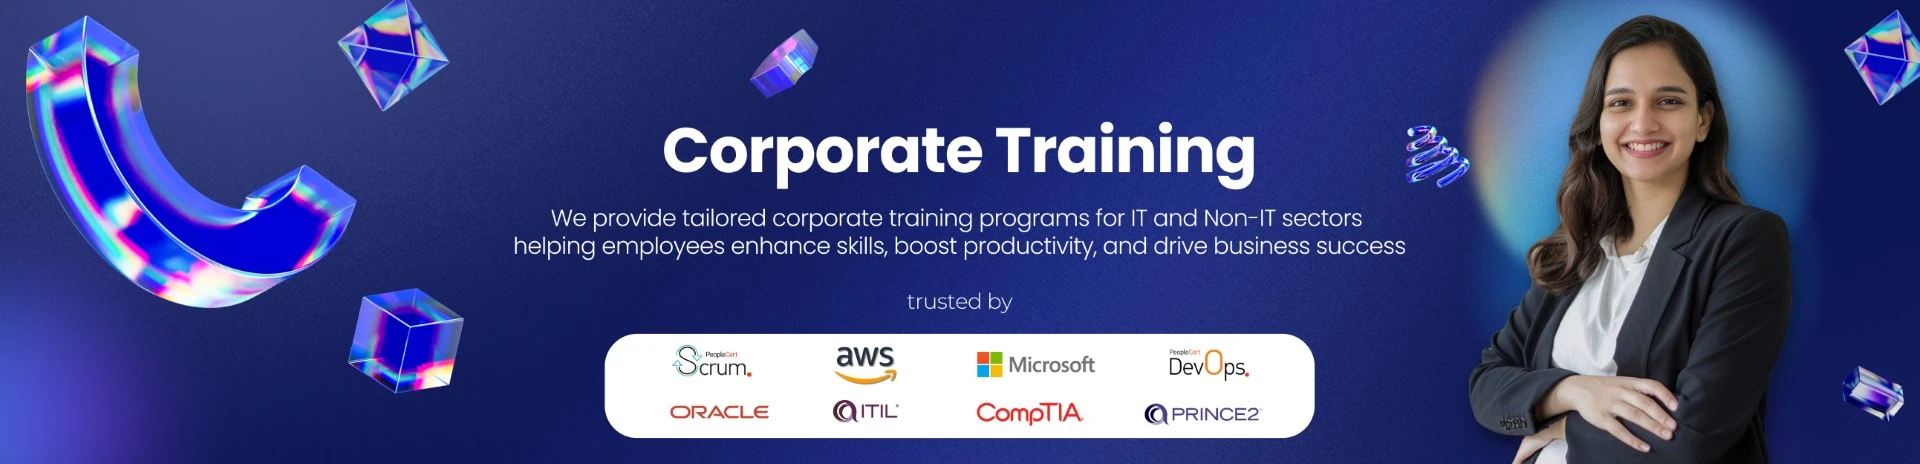 Corporate Training
We provide tailored corporate training programs for IT and Non-IT sectors
helping employees enhance skills, boost productivity, and drive business success
trusted by
PeopleCert
Scrum.
aws
Microsoft
PeopleCert
DevOps.
ORACLE
ITIL®
CompTIA.
PRINCE2®